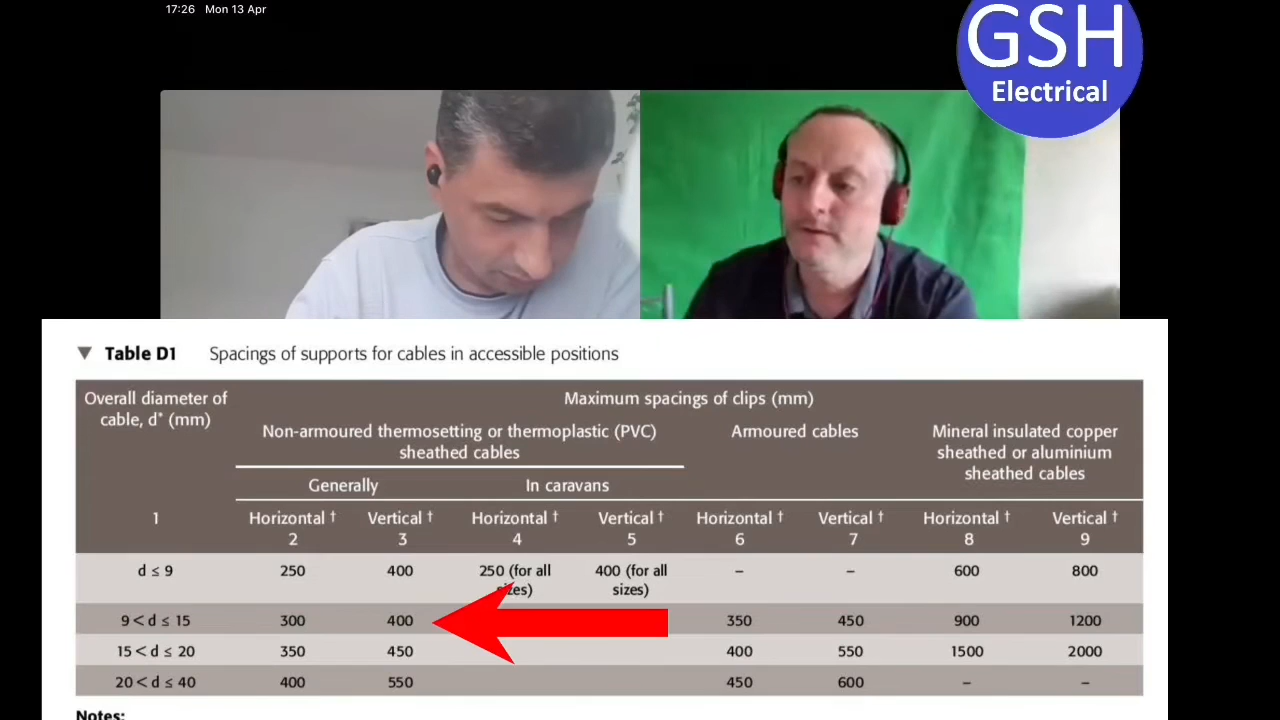 17:26 Mon 13 Apr
GSH
Electrical
▼ Table D1 Spacings of supports for cables in accessible positions
Overall diameter of cable, d* (mm) Maximum spacings of clips (mm)
Non-armoured thermosetting or thermoplastic (PVC) sheathed cables Armoured cables Mineral insulated copper sheathed or aluminium sheathed cables
Generally In caravans
1 Horizontal † 2 Vertical † 3 Horizontal † 4 Vertical † 5 Horizontal † 6 Vertical † 7 Horizontal † 8 Vertical † 9
d ≤ 9 250 400 250 (for all sizes) 400 (for all sizes) – – 600 800
9 < d ≤ 15 300 400 350 450 900 1200
15 < d ≤ 20 350 450 400 550 1500 2000
20 < d ≤ 40 400 550 450 600 – –
Notes: